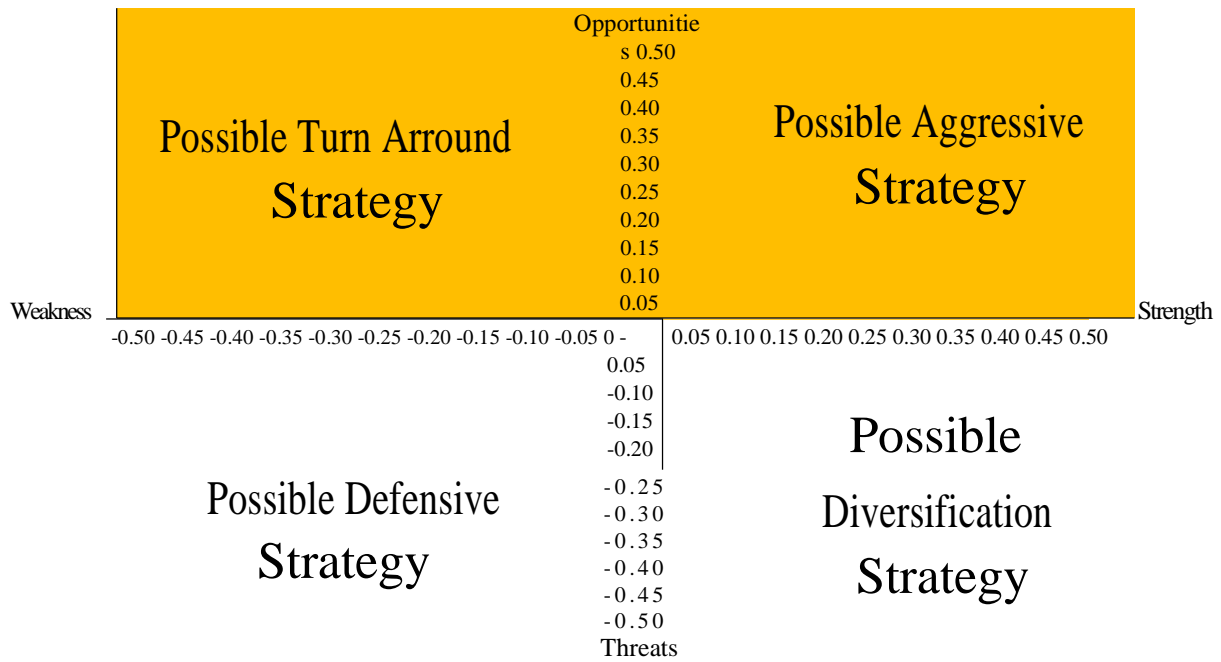 Opportunitie
s 0.50
0.45
0.40
Possible Turn Arround
Strategy
Possible Aggressive
Strategy
0.35
0.30
0.25
0.20
0.15
0.10
0.05
Weakness
Strength
-0.50 -0.45 -0.40 -0.35 -0.30 -0.25 -0.20 -0.15 -0.10 -0.05 0 -
0.05 0.10 0.15 0.20 0.25 0.30 0.35 0.40 0.45 0.50
0.05
-0.10
-0.15
-0.20
Possible Defensive
Strategy
Possible
Diversification
Strategy
-0.25
-0.30
-0.35
-0.40
-0.45
-0.50
Threats